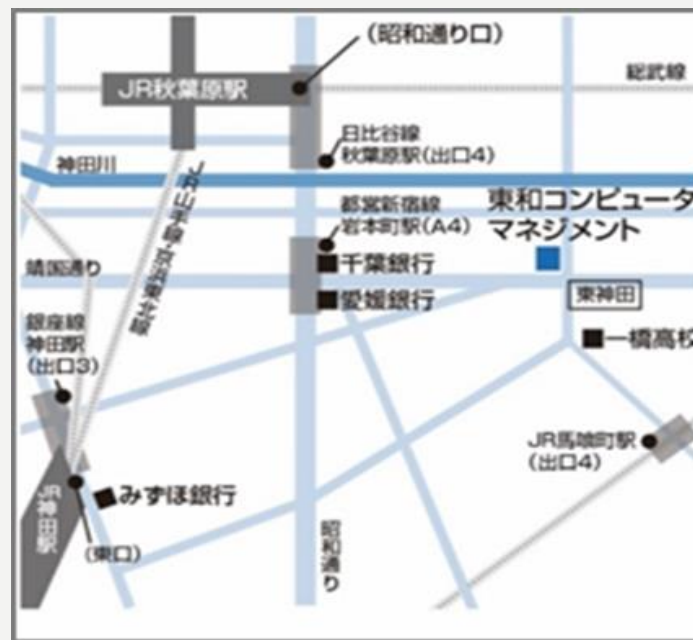 (昭和通り口)
JR秋葉原駅
総武線
日比谷線
秋葉原駅(出口4)
神田川
JR山手線・京浜東北線
都営新宿線
岩本町駅(A4)
東和コンピュータ
マネジメント
千葉銀行
靖国通り
愛媛銀行
東神田
銀座線
神田駅
(出口3)
一橋高校
JR馬喰町駅
(出口4)
みずほ銀行
JR神田駅
(東口)
昭和通り